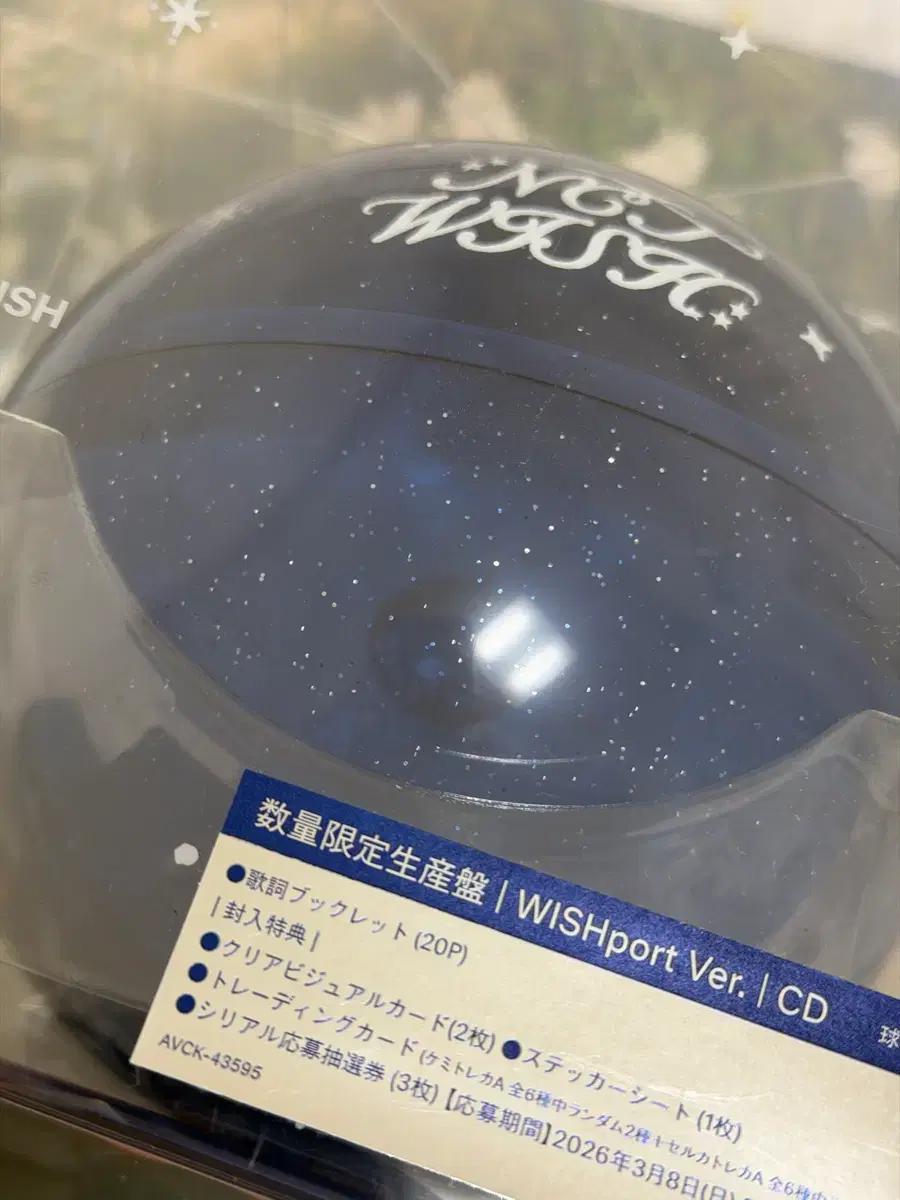 NCT
WISH
ISH
数量限定生産盤 | WISHport Ver. | CD
球
●歌詞ブックレット (20P)
| 封入特典 |
●クリアビジュアルカード(2枚) ●ステッカーシート (1枚)
●トレーディングカード (ケミトレカA 全6種中ランダム2種+セルカトレカA 全6種中
●シリアル応募抽選券 (3枚) 【応募期間】2026年3月8日(日)
AVCK-43595